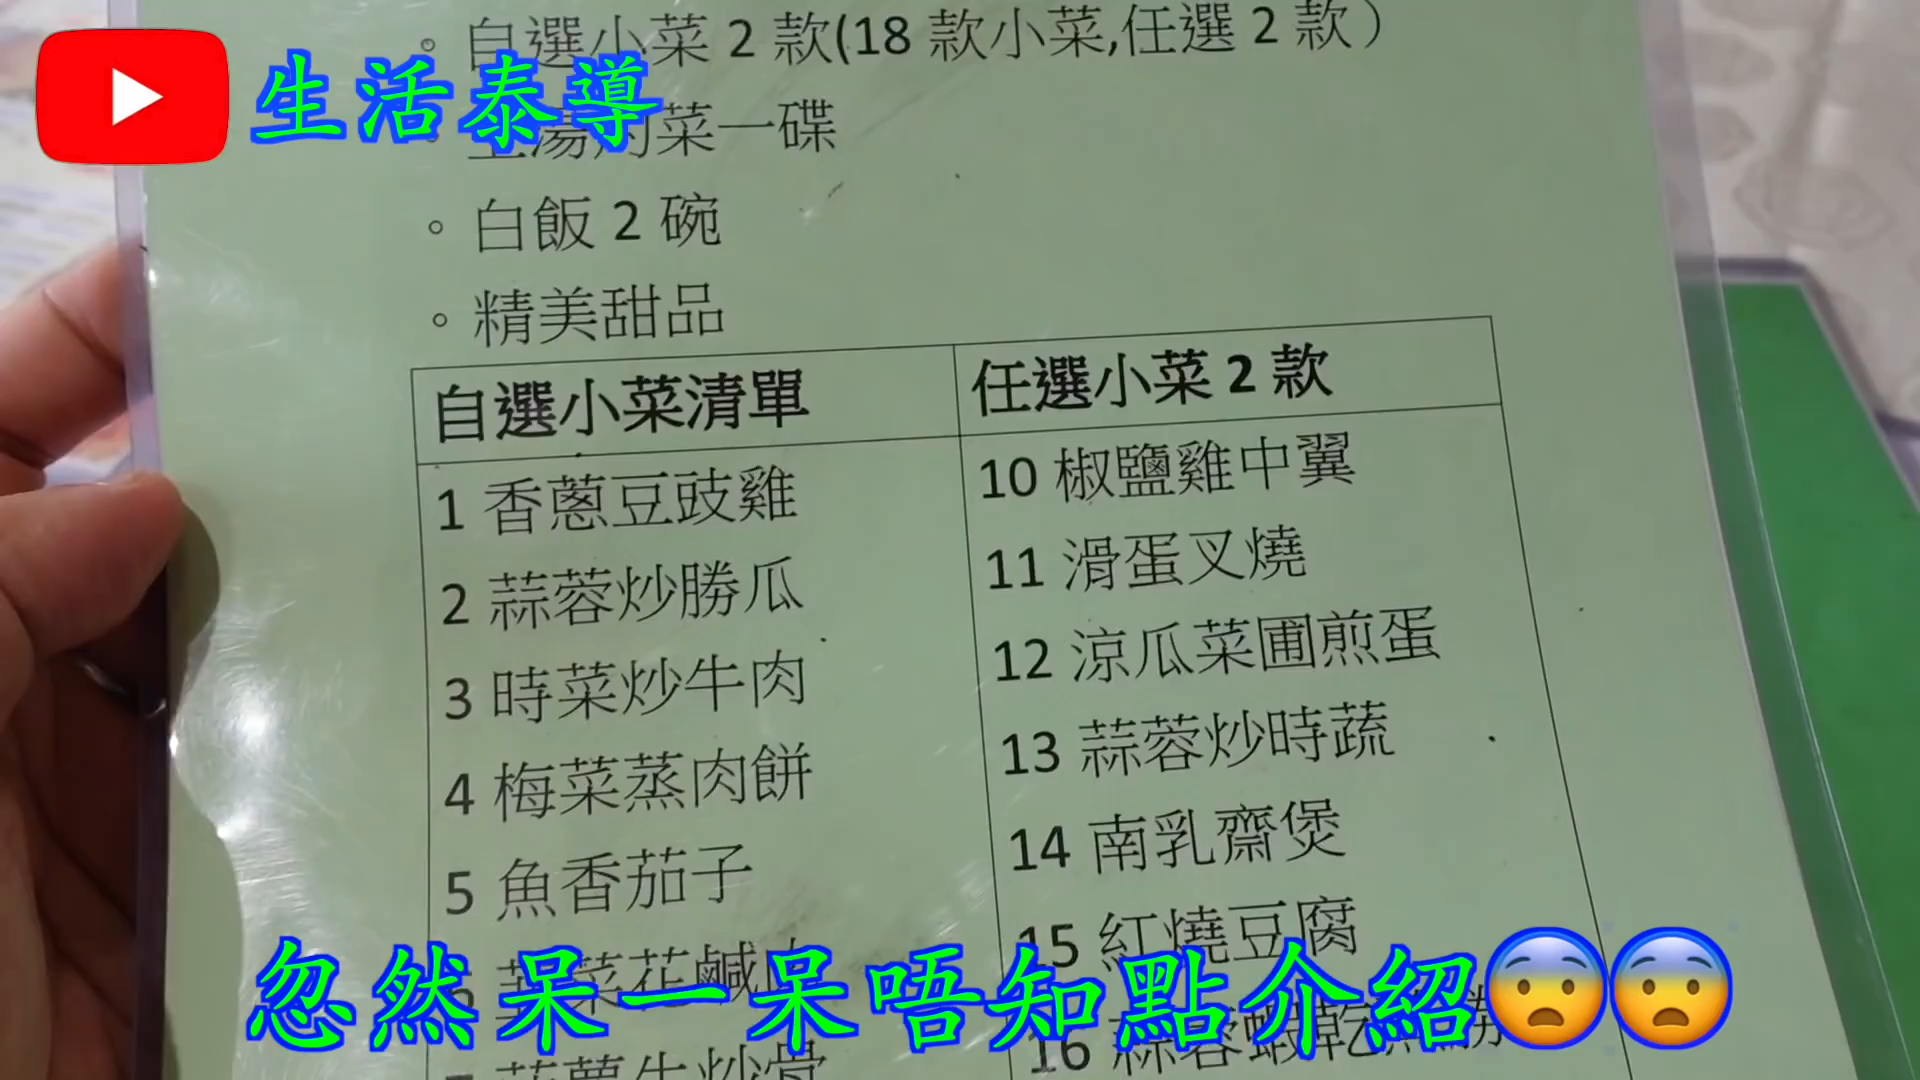 。自選小菜 2 款(18 款小菜,任選 2 款）
生活泰導
湯 菜一碟
。白飯 2 碗
。精美甜品
自選小菜清單
任選小菜 2 款
1 香蔥豆豉雞
10 椒鹽雞中翼
2 蒜蓉炒勝瓜
11 滑蛋叉燒
3 時菜炒牛肉
12 涼瓜菜圃煎蛋
4 梅菜蒸肉餅
13 蒜蓉炒時蔬
5 魚香茄子
14 南乳齋煲
15 紅燒豆腐
忽然呆一呆唔知點介紹😨😨
16 蒜蓉蝦乾